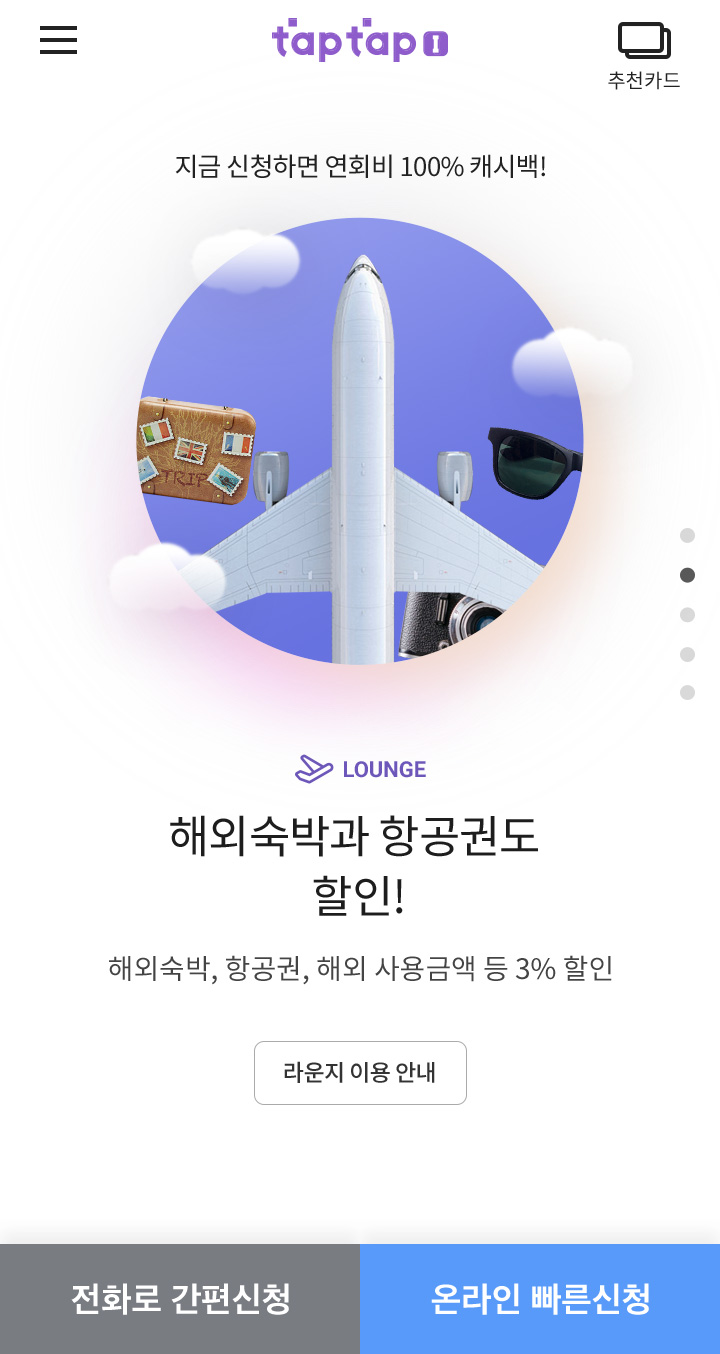 taptap I
추천카드
지금 신청하면 연회비 100% 캐시백!
TRIP
LOUNGE
해외숙박과 항공권도
할인!
해외숙박, 항공권, 해외 사용금액 등 3% 할인
라운지 이용 안내
전화로 간편신청
온라인 빠른신청